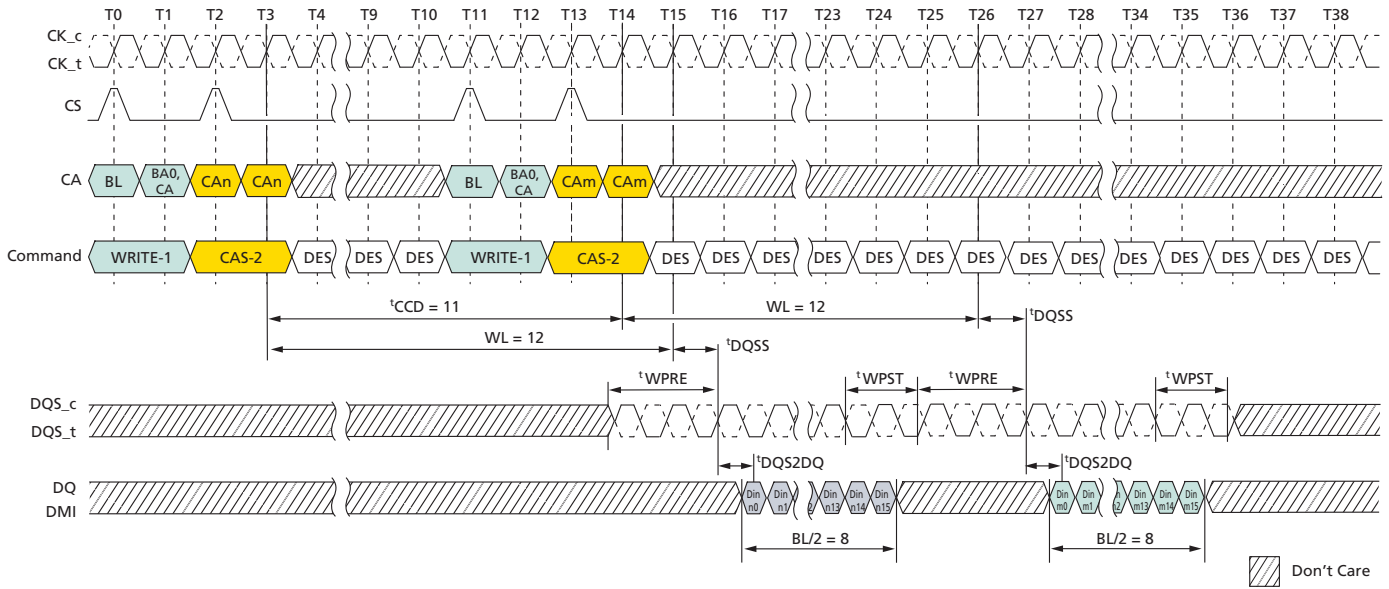 T0 T1 T2 T3 T4 T9 T10 T11 T12 T13 T14 T15 T16 T17 T23 T24 T25 T26 T27 T28 T34 T35 T36 T37 T38
CK_c
CK_t
CS
CA BL BA0, CA CAn CAn BL BA0, CA CAm CAm
Command WRITE-1 CAS-2 DES DES DES WRITE-1 CAS-2 DES DES DES DES DES DES DES DES DES DES DES DES DES DES
tCCD = 11 WL = 12 tDQSS
WL = 12 tDQSS
tWPRE tWPST tWPRE tWPST
DQS_c
DQS_t
tDQS2DQ tDQS2DQ
DQ
DMI
Din n0 Din n1 Din n13 Din n14 Din n15 Din m0 Din m1 Din m13 Din m14 Din m15
BL/2 = 8 BL/2 = 8
Don't Care